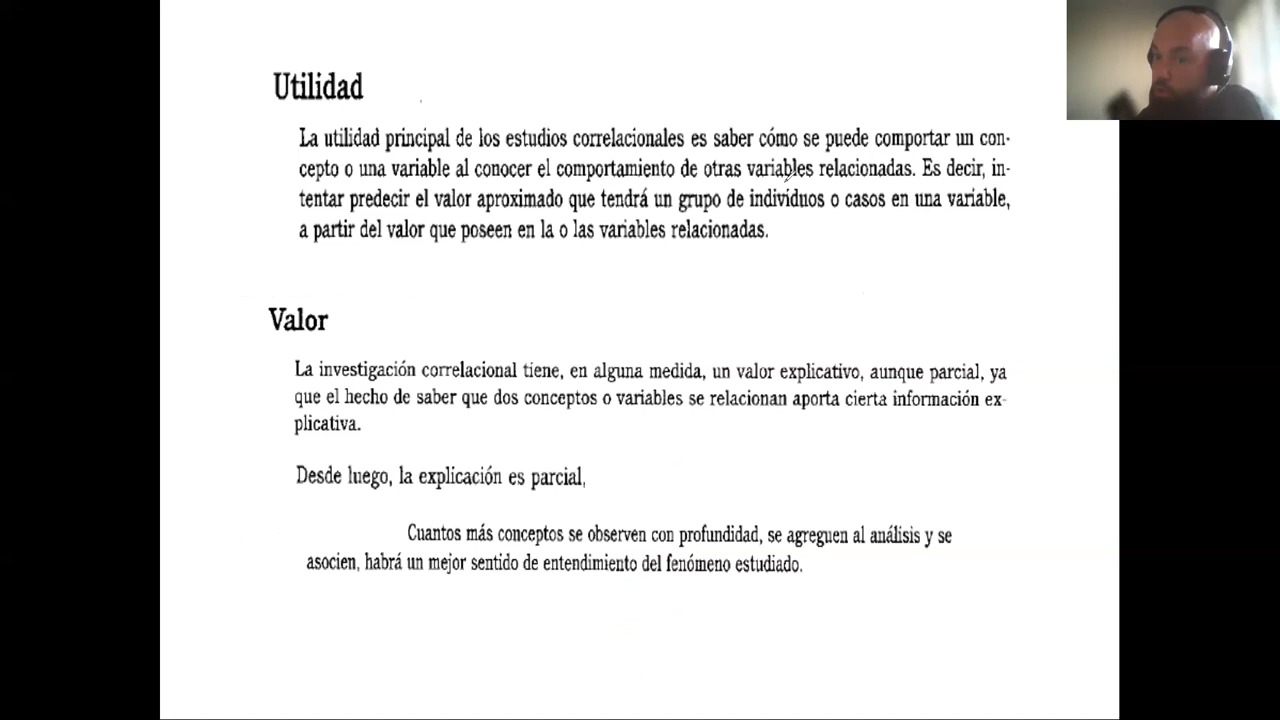 Utilidad
La utilidad principal de los estudios correlacionales es saber cómo se puede comportar un con-
cepto o una variable al conocer el comportamiento de otras variables relacionadas. Es decir, in-
tentar predecir el valor aproximado que tendrá un grupo de individuos o casos en una variable,
a partir del valor que poseen en la o las variables relacionadas.
Valor
La investigación correlacional tiene, en alguna medida, un valor explicativo, aunque parcial, ya
que el hecho de saber que dos conceptos o variables se relacionan aporta cierta información ex-
plicativa.
Desde luego, la explicación es parcial,
Cuantos más conceptos se observen con profundidad, se agreguen al análisis y se
asocien, habrá un mejor sentido de entendimiento del fenómeno estudiado.